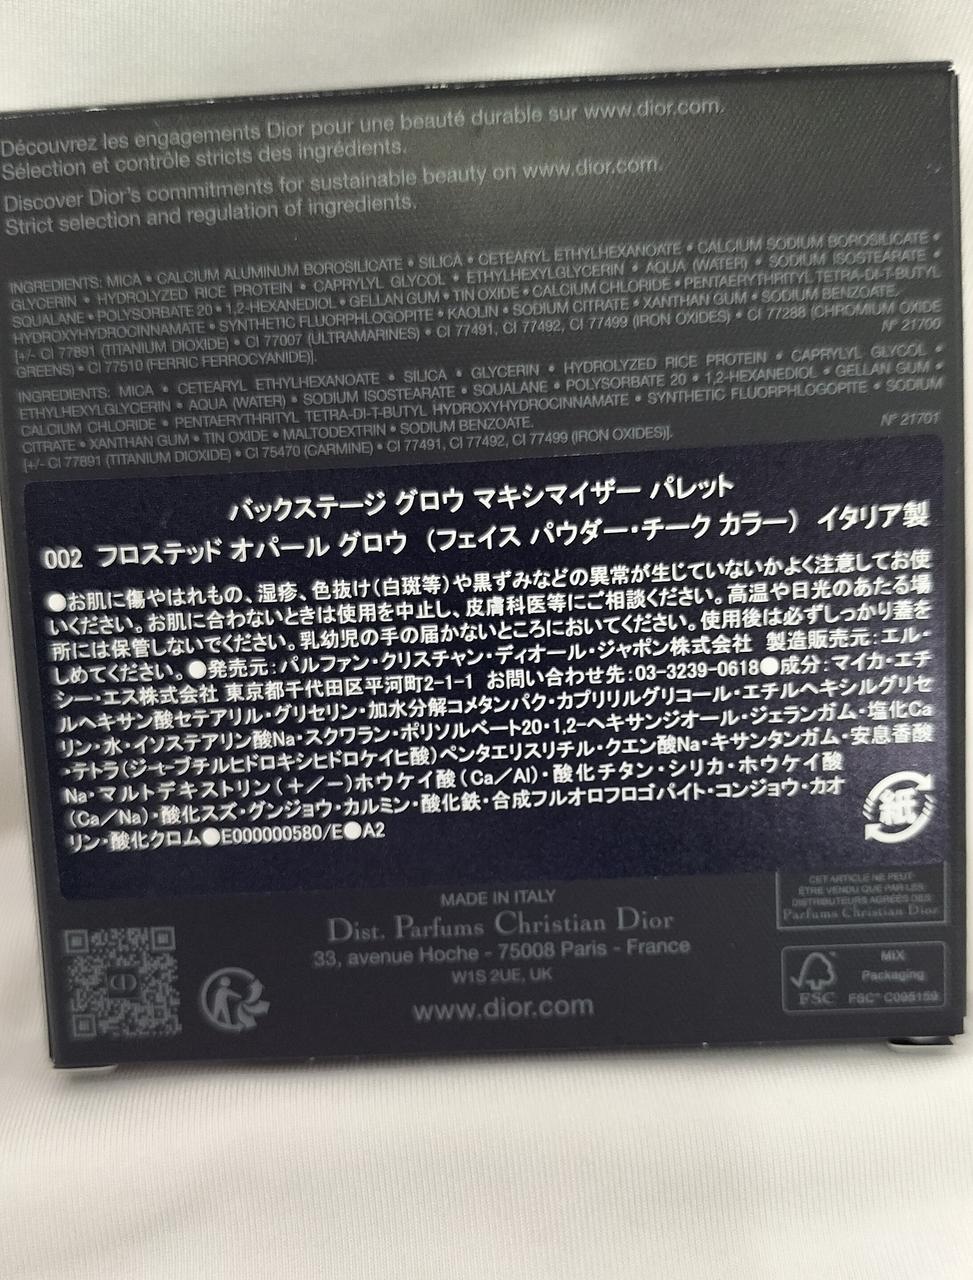 Découvrez les engagements Dior pour une beauté durable sur www.dior.com.
Sélection et contrôle stricts des ingrédients.
Discover Dior's commitments for sustainable beauty on www.dior.com.
Strict selection and regulation of ingredients.
INGREDIENTS: MICA • CALCIUM ALUMINUM BOROSILICATE • SILICA • CETEARYL ETHYLHEXANOATE • CALCIUM SODIUM BOROSILICATE •
GLYCERIN • HYDROLYZED RICE PROTEIN • CAPRYLYL GLYCOL • ETHYLHEXYLGLYCERIN • AQUA (WATER) • SODIUM ISOSTEARATE •
SQUALANE • POLYSORBATE 20 • 1,2-HEXANEDIOL • GELLAN GUM • TIN OXIDE • CALCIUM CHLORIDE • PENTAERYTHRITYL TETRA-DI-T-BUTYL
HYDROXYHYDROCINNAMATE • SYNTHETIC FLUORPHLOGOPITE • KAOLIN • SODIUM CITRATE • XANTHAN GUM • SODIUM BENZOATE.
[+/- CI 77891 (TITANIUM DIOXIDE) • CI 77007 (ULTRAMARINES) • CI 77491, CI 77492, CI 77499 (IRON OXIDES) • CI 77288 (CHROMIUM OXIDE
GREENS) • CI 77510 (FERRIC FERROCYANIDE)]. N° 21700
INGREDIENTS: MICA • CETEARYL ETHYLHEXANOATE • SILICA • GLYCERIN • HYDROLYZED RICE PROTEIN • CAPRYLYL GLYCOL •
ETHYLHEXYLGLYCERIN • AQUA (WATER) • SODIUM ISOSTEARATE • SQUALANE • POLYSORBATE 20 • 1,2-HEXANEDIOL • GELLAN GUM •
CALCIUM CHLORIDE • PENTAERYTHRITYL TETRA-DI-T-BUTYL HYDROXYHYDROCINNAMATE • SYNTHETIC FLUORPHLOGOPITE • SODIUM
CITRATE • XANTHAN GUM • TIN OXIDE • MALTODEXTRIN • SODIUM BENZOATE.
[+/- CI 77891 (TITANIUM DIOXIDE) • CI 75470 (CARMINE) • CI 77491, CI 77492, CI 77499 (IRON OXIDES)]. N° 21701
バックステージ グロウ マキシマイザー パレット
002 フロステッド オパール グロウ (フェイス パウダー・チーク カラー) イタリア製
●お肌に傷やはれもの、湿疹、色抜け(白斑等)や黒ずみなどの異常が生じていないかよく注意してお使
いください。お肌に合わないときは使用を中止し、皮膚科医等にご相談ください。高温や日光のあたる場
所には保管しないでください。乳幼児の手の届かないところにおいてください。使用後は必ずしっかり蓋を
しめてください。●発売元:パルファン・クリスチャン・ディオール・ジャポン株式会社 製造販売元:エル・
シー・エス株式会社 東京都千代田区平河町2-1-1 お問い合わせ先:03-3239-0618●成分:マイカ・エチ
ルヘキサン酸セテアリル・グリセリン・加水分解コメタンパク・カプリリルグリコール・エチルヘキシルグリセ
リン・水・イソステアリン酸Na・スクワラン・ポリソルベート20・1,2-ヘキサンジオール・ジェランガム・塩化Ca
・テトラ(ジ-t-ブチルヒドロキシヒドロケイヒ酸)ペンタエリスリチル・クエン酸Na・キサンタンガム・安息香酸
Na・マルトデキストリン(+/-)ホウケイ酸(Ca/Al)・酸化チタン・シリカ・ホウケイ酸
(Ca/Na)・酸化スズ・グンジョウ・カルミン・酸化鉄・合成フルオロフロゴパイト・コンジョウ・カオ
リン・酸化クロム●E000000580/E●A2
紙
MADE IN ITALY
Dist. Parfums Christian Dior
33, avenue Hoche - 75008 Paris - France
W1S 2UE, UK
www.dior.com
CET ARTICLE NE PEUT
ÊTRE VENDU QUE PAR LES
DISTRIBUTEURS AGRÉÉS DES
Parfums Christian Dior
MIX
Packaging
FSC
FSC™ C095159
CD